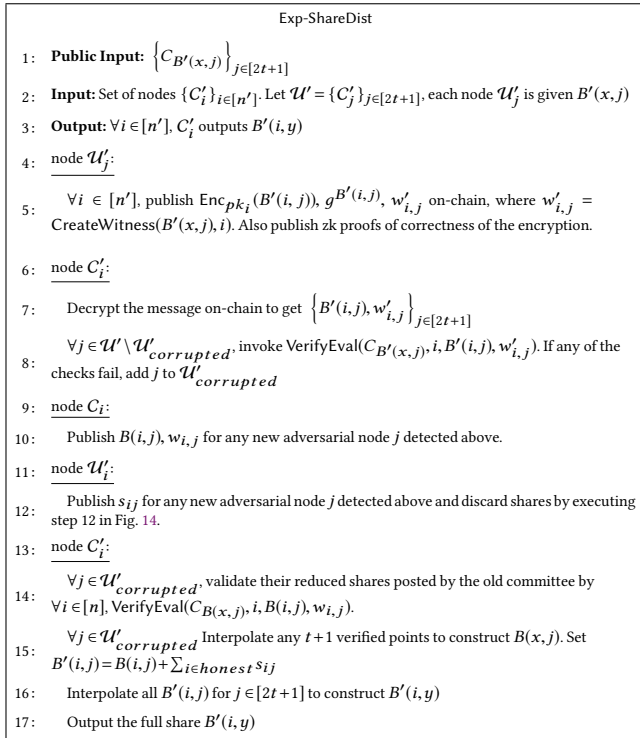 Exp-ShareDist
1: Public Input: {C_{B′(x,j)}}_{j∈[2t+1]}
2: Input: Set of nodes {C′_i}_{i∈[n′]}. Let 𝒰′ = {C′_j}_{j∈[2t+1]}, each node 𝒰′_j is given B′(x,j)
3: Output: ∀i∈[n′], C′_i outputs B′(i,y)
4: node 𝒰′_j:
∀i ∈ [n′], publish Enc_{pk_i}(B′(i,j)), g^{B′(i,j)}, w′_{i,j} on-chain, where w′_{i,j} =
5: CreateWitness(B′(x,j),i). Also publish zk proofs of correctness of the encryption.
6: node C′_i:
7: Decrypt the message on-chain to get {B′(i,j),w′_{i,j}}_{j∈[2t+1]}
∀j∈𝒰′\𝒰′_{corrupted}, invoke VerifyEval(C_{B′(x,j)},i,B′(i,j),w′_{i,j}). If any of the
8: checks fail, add j to 𝒰′_{corrupted}
9: node C_i:
10: Publish B(i,j),w_{i,j} for any new adversarial node j detected above.
11: node 𝒰′_i:
Publish s_{ij} for any new adversarial node j detected above and discard shares by executing
12: step 12 in Fig. 14.
13: node C′_i:
∀j∈𝒰′_{corrupted}, validate their reduced shares posted by the old committee by
14: ∀i∈[n], VerifyEval(C_{B(x,j)},i,B(i,j),w_{i,j}).
∀j∈𝒰′_{corrupted} Interpolate any t+1 verified points to construct B(x,j). Set
15: B′(i,j)=B(i,j)+∑_{i∈honest} s_{ij}
16: Interpolate all B′(i,j) for j∈[2t+1] to construct B′(i,y)
17: Output the full share B′(i,y)